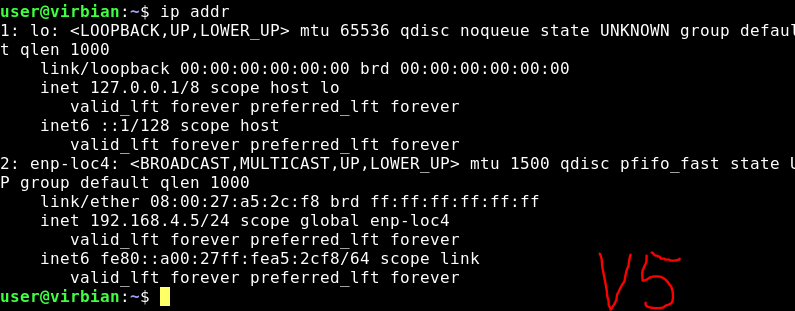 user@virbian:~$ ip addr
1: lo: <LOOPBACK,UP,LOWER_UP> mtu 65536 qdisc noqueue state UNKNOWN group defaul
t qlen 1000
    link/loopback 00:00:00:00:00:00 brd 00:00:00:00:00:00
    inet 127.0.0.1/8 scope host lo
       valid_lft forever preferred_lft forever
    inet6 ::1/128 scope host
       valid_lft forever preferred_lft forever
2: enp-loc4: <BROADCAST,MULTICAST,UP,LOWER_UP> mtu 1500 qdisc pfifo_fast state U
P group default qlen 1000
    link/ether 08:00:27:a5:2c:f8 brd ff:ff:ff:ff:ff:ff
    inet 192.168.4.5/24 scope global enp-loc4
       valid_lft forever preferred_lft forever
    inet6 fe80::a00:27ff:fea5:2cf8/64 scope link
       valid_lft forever preferred_lft forever
user@virbian:~$
V5